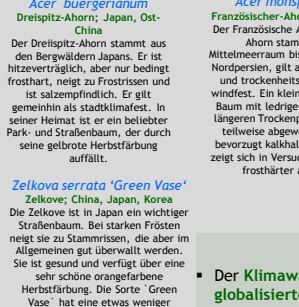 Acer buergerianum
Dreispitz-Ahorn; Japan, Ost-
China
Der Dreiispitz-Ahorn stammt aus
den Bergwäldern Japans. Er ist
hitzeverträglich, aber nur bedingt
frosthart, neigt zu Frostrissen und
ist salzempfindlich. Er gilt
gemeinhin als stadtklimafest. In
seiner Heimat ist er ein beliebter
Park- und Straßenbaum, der durch
seine gelbrote Herbstfärbung
auffällt.
Zelkova serrata ‘Green Vase‘
Zelkove; China, Japan, Korea
Die Zelkove ist in Japan ein wichtiger
Straßenbaum. Bei starken Frösten
neigt sie zu Stammrissen, die aber im
Allgemeinen gut überwallt werden.
Sie ist gesund und verfügt über eine
sehr schöne orangefarbene
Herbstfärbung. Die Sorte `Green
Vase´ hat eine etwas weniger
Acer
Französischer-Aho
Der Französische A
Ahorn stam
Mittelmeerraum bis
Nordpersien, gilt a
und trockenheits
windfest. Ein klein
Baum mit ledrige
längeren Trockenp
teilweise abgew
bevorzugt kalkhal
zeigt sich in Versuc
frosthärter a
Der Klimawa
globalisierte